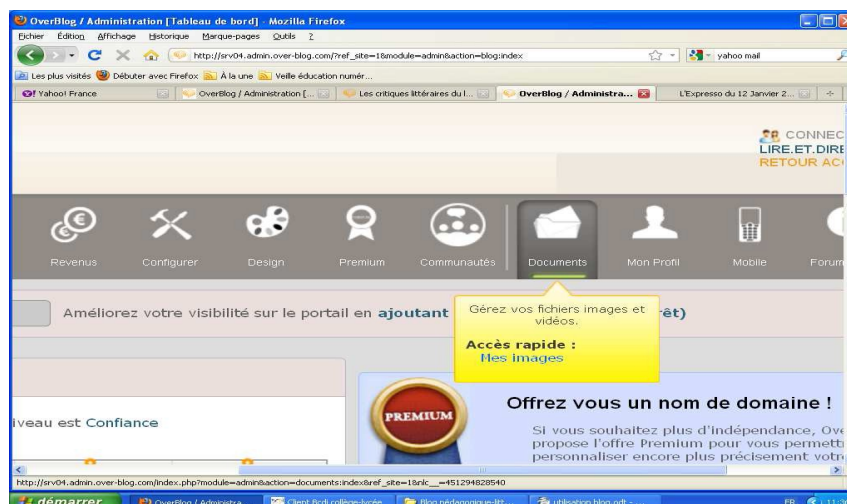 OverBlog / Administration [Tableau de bord] - Mozilla Firefox
Fichier Édition Affichage Historique Marque-pages Outils ?
http://srv04.admin.over-blog.com/?ref_site=1&module=admin&action=blog:index
yahoo mail
Les plus visités Débuter avec Firefox À la une Veille éducation numér...
Yahoo! France OverBlog / Administration [... Les critiques littéraires du l... OverBlog / Administra... L'Expresso du 12 Janvier 2...
CONNEC
LIRE.ET.DIRE
RETOUR AC
Revenus Configurer Design Premium Communautés Documents Mon Profil Mobile Forum
Améliorez votre visibilité sur le portail en ajoutant rêt)
Gérez vos fichiers images et
vidéos.
Accès rapide :
Mes images
PREMIUM
Offrez vous un nom de domaine !
iveau est Confiance
Si vous souhaitez plus d'indépendance, Ove
propose l'offre Premium pour vous permett
personnaliser encore plus précisement votr
http://srv04.admin.over-blog.com/index.php?module=admin&action=documents:index&ref_site=1&nlc__=451294828540
démarrer OverBlog / Administra... Client Bcdi collège-lycée Blog pédagogique-litt... utilisation blog.odt - ... FR 11:36